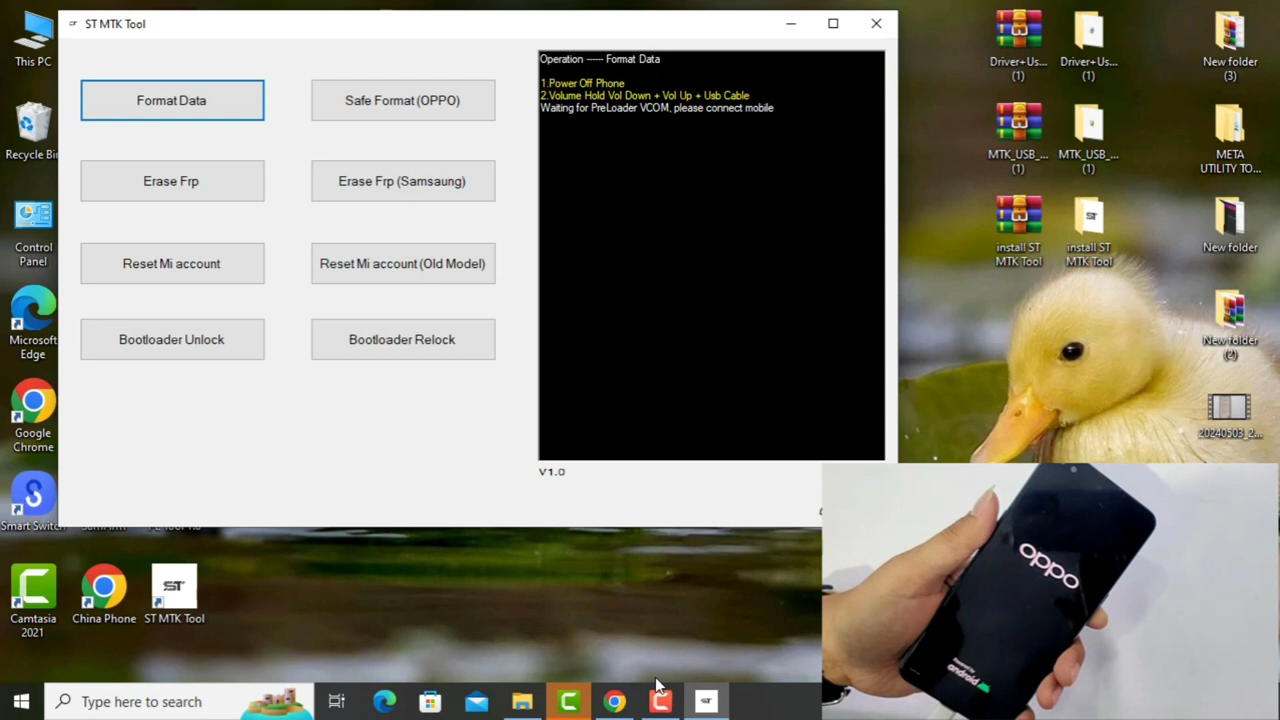 ST MTK Tool
Format Data
Safe Format (OPPO)
Erase Frp
Erase Frp (Samsaung)
Reset Mi account
Reset Mi account (Old Model)
Bootloader Unlock
Bootloader Relock
Operation ------ Format Data
1.Power Off Phone
2.Volume Hold Vol Down + Vol Up + Usb Cable
Waiting for PreLoader VCOM, please connect mobile
V1.0
This PC
Recycle Bin
Control
Panel
Microsoft
Edge
Google
Chrome
Smart Switch
Camtasia
2021
China Phone
ST
ST MTK Tool
Driver+Us...
(1)
Driver+Us...
(1)
New folder
(3)
MTK_USB_...
(1)
MTK_USB_...
(1)
META
UTILITY TO...
install ST
MTK Tool
ST
install ST
MTK Tool
New folder
New folder
(2)
20240503_2...
oppo
Powered by
android
Type here to search
ST